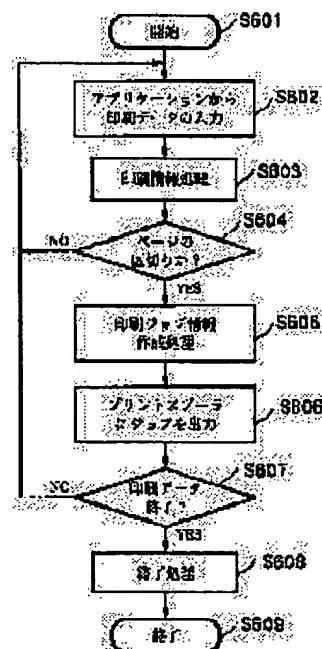 開始
S601
アプリケーションから
印刷データの入力
S602
印刷情報処理
S603
ページの
区切りか？
S604
NO
YES
印刷ジョブ情報
作成処理
S605
プリントスプーラ
にジョブを出力
S606
印刷データ
終了？
S607
NO
YES
終了処理
S608
終了
S609